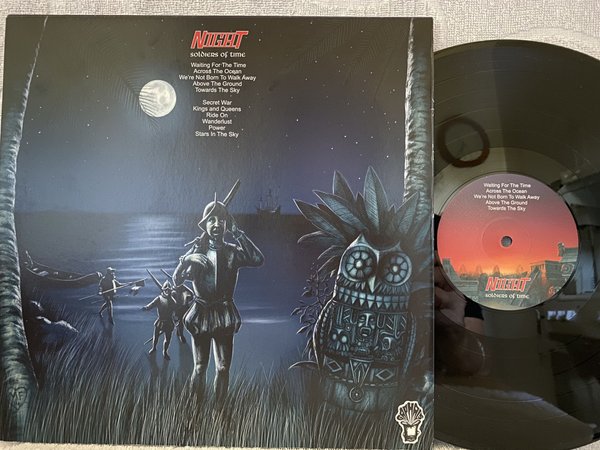 NIGHT
SOLDIERS OF TIME
Waiting For The Time
Across The Ocean
We're Not Born To Walk Away
Above The Ground
Towards The Sky
Secret War
Kings and Queens
Ride On
Wanderlust
Power
Stars In The Sky
Waiting For The Time
Across The Ocean
We're Not Born To Walk Away
Above The Ground
Towards The Sky
NIGHT
SOLDIERS OF TIME